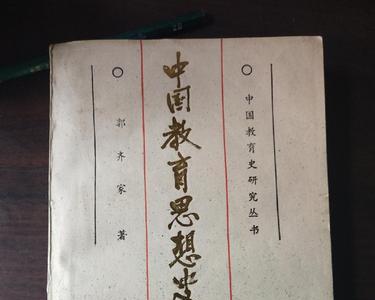 中国教育史研究丛书
中国教育思想史
郭齐家 著